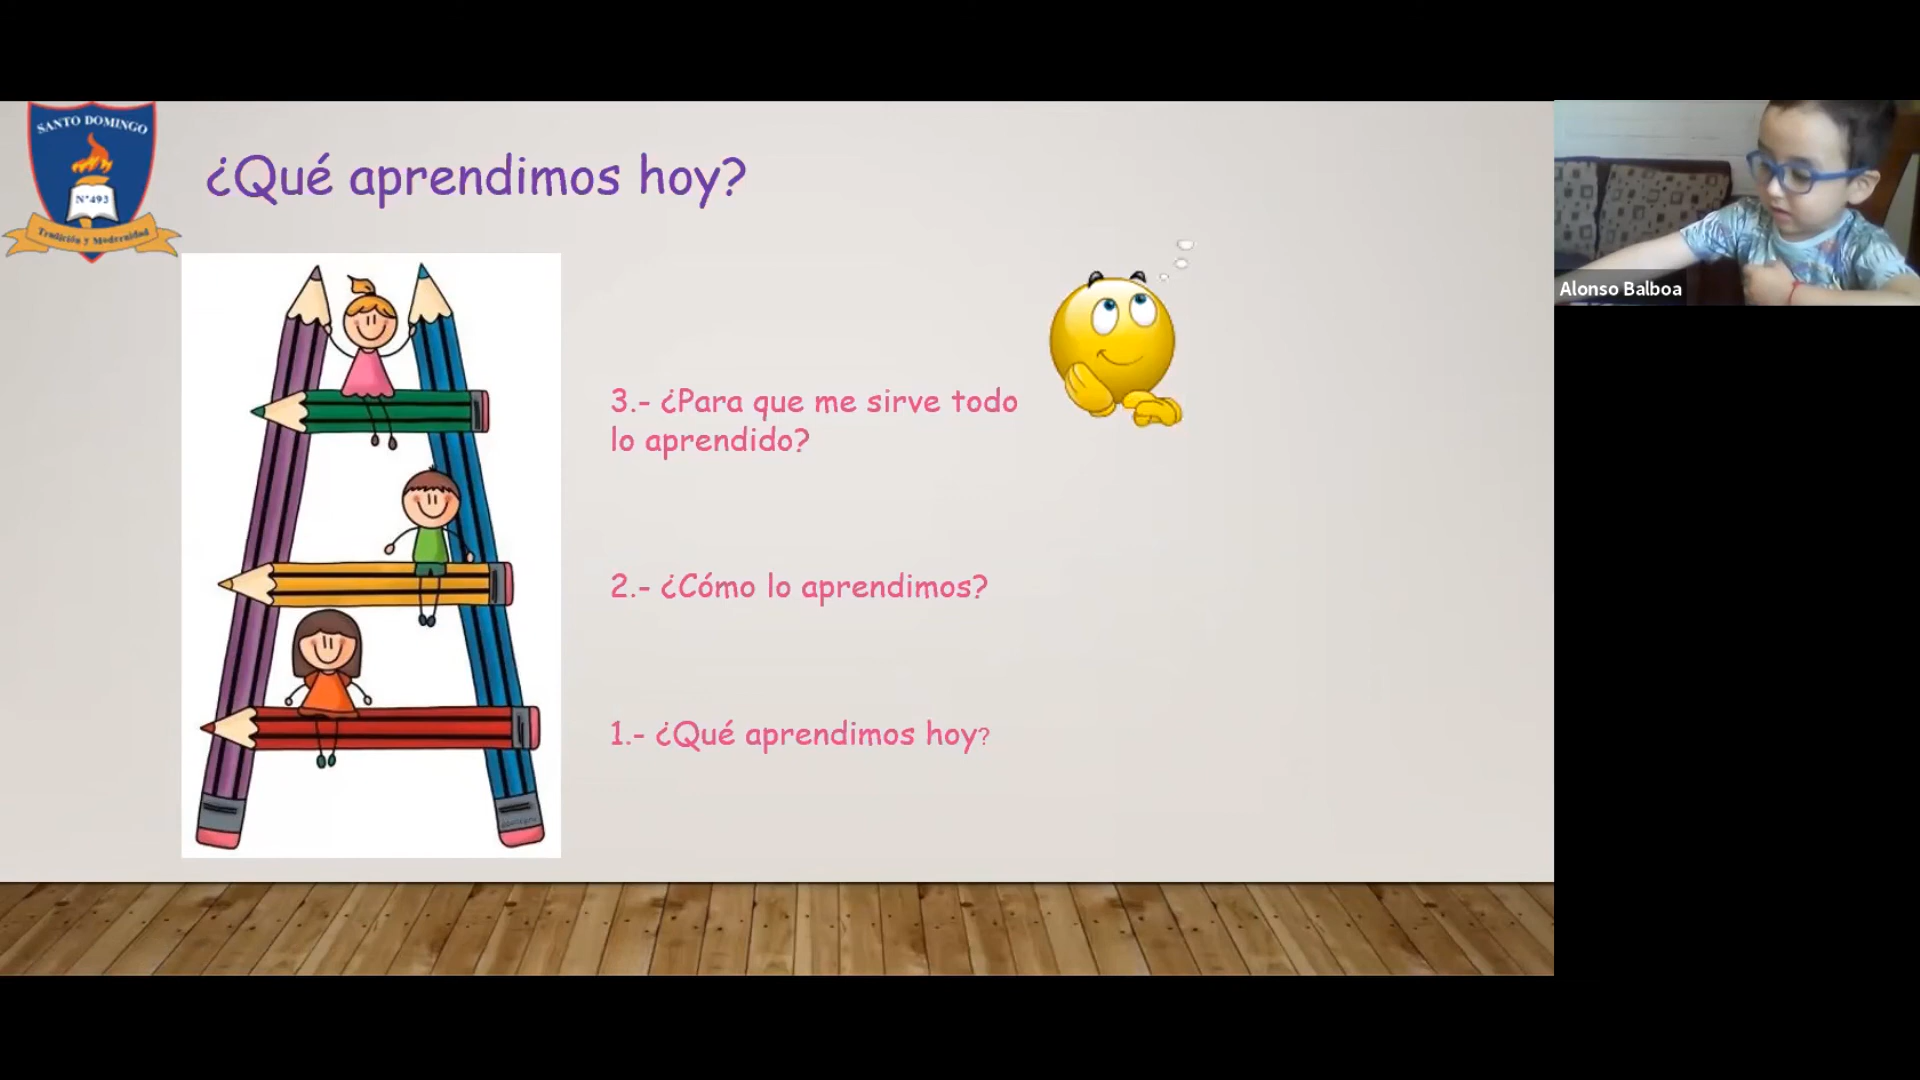 SANTO DOMINGO
N°493
Tradición y Modernidad
¿Qué aprendimos hoy?
3.- ¿Para que me sirve todo
lo aprendido?
2.- ¿Cómo lo aprendimos?
1.- ¿Qué aprendimos hoy?
Alonso Balboa